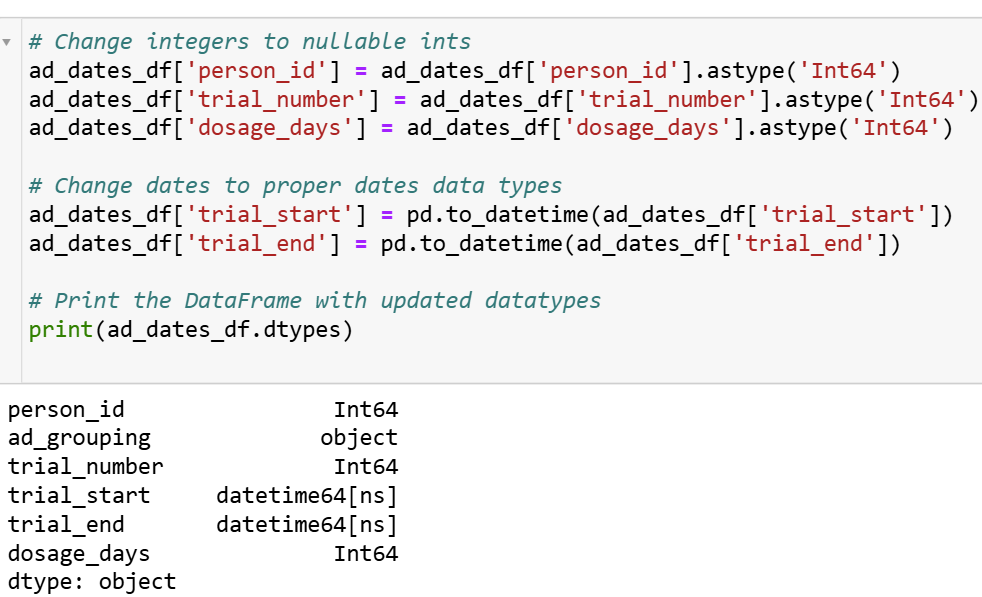 # Change integers to nullable ints
ad_dates_df['person_id'] = ad_dates_df['person_id'].astype('Int64')
ad_dates_df['trial_number'] = ad_dates_df['trial_number'].astype('Int64')
ad_dates_df['dosage_days'] = ad_dates_df['dosage_days'].astype('Int64')

# Change dates to proper dates data types
ad_dates_df['trial_start'] = pd.to_datetime(ad_dates_df['trial_start'])
ad_dates_df['trial_end'] = pd.to_datetime(ad_dates_df['trial_end'])

# Print the DataFrame with updated datatypes
print(ad_dates_df.dtypes)

person_id                Int64
ad_grouping             object
trial_number             Int64
trial_start     datetime64[ns]
trial_end       datetime64[ns]
dosage_days              Int64
dtype: object